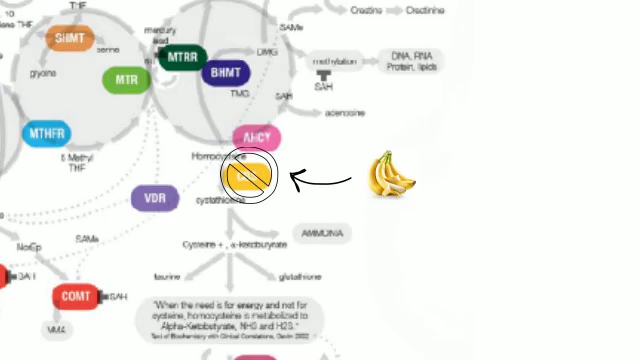 THF
Creatine
Creatinine
SHMT
mercury
lead
SAMe
serine
MTRR
DMG
methylation
DNA, RNA
Protein, lipids
glycine
MTR
BHMT
TMG
SAH
SAH
adenosine
MTHFR
AHCY
Homocysteine
5 Methyl
THF
VDR
cystathionine
AMMONIA
SAMe
NorEp
Cysteine + , α-ketobutyrate
SAH
taurine
glutathione
COMT
SAH
VMA
"When the need is for energy and not for
cysteine, homocysteine is metabolized to
Alpha-Ketobutyrate, NH3 and H2S."